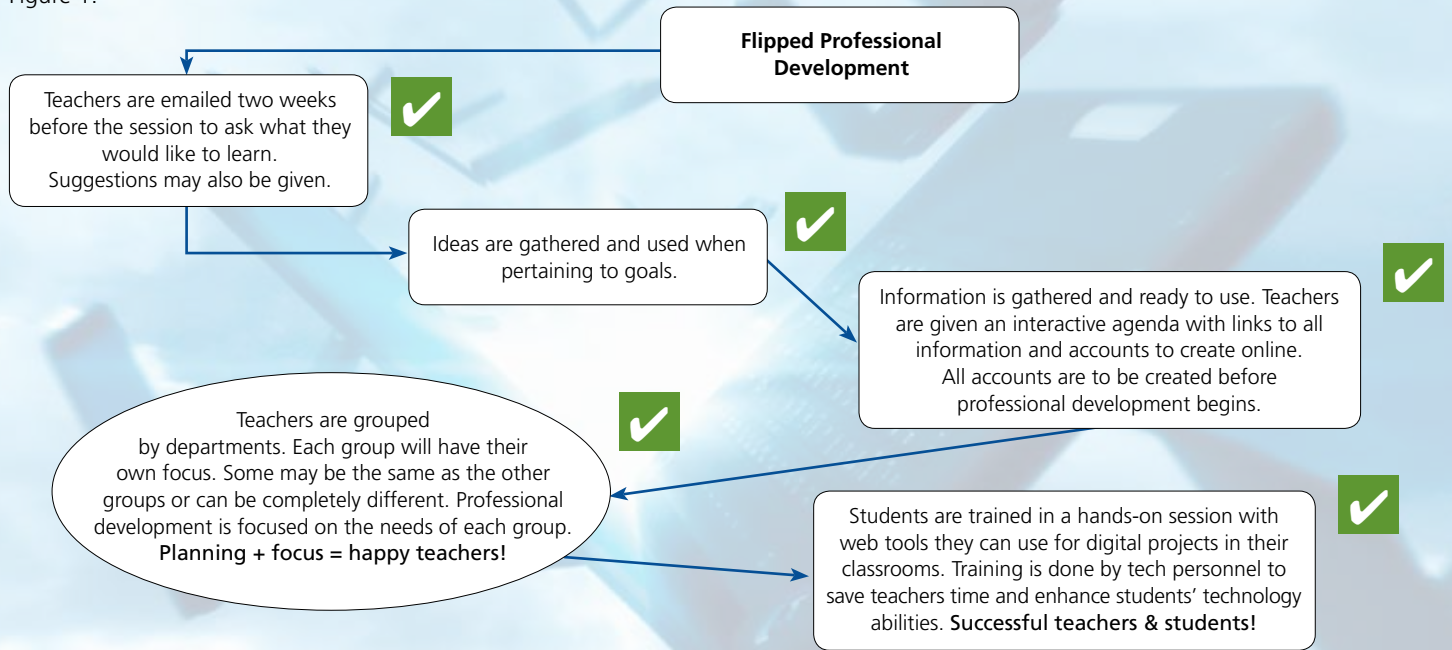 Figure 1.
Flipped Professional
Development
Teachers are emailed two weeks
before the session to ask what they
would like to learn.
Suggestions may also be given.
Ideas are gathered and used when
pertaining to goals.
Information is gathered and ready to use. Teachers
are given an interactive agenda with links to all
information and accounts to create online.
All accounts are to be created before
professional development begins.
Teachers are grouped
by departments. Each group will have their
own focus. Some may be the same as the other
groups or can be completely different. Professional
development is focused on the needs of each group.
Planning + focus = happy teachers!
Students are trained in a hands-on session with
web tools they can use for digital projects in their
classrooms. Training is done by tech personnel to
save teachers time and enhance students’ technology
abilities. Successful teachers & students!